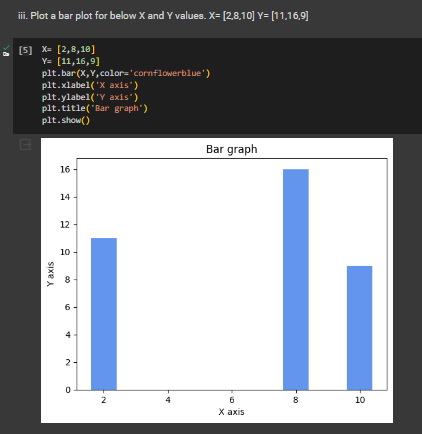 iii. Plot a bar plot for below X and Y values. X= [2,8,10] Y= [11,16,9]
[5] X= [2,8,10]
Y= [11,16,9]
plt.bar(X,Y,color='cornflowerblue')
plt.xlabel('X axis')
plt.ylabel('Y axis')
plt.title('Bar graph')
plt.show()
Bar graph
16
14
12
10
8
6
4
2
0
Y axis
2 4 6 8 10
X axis